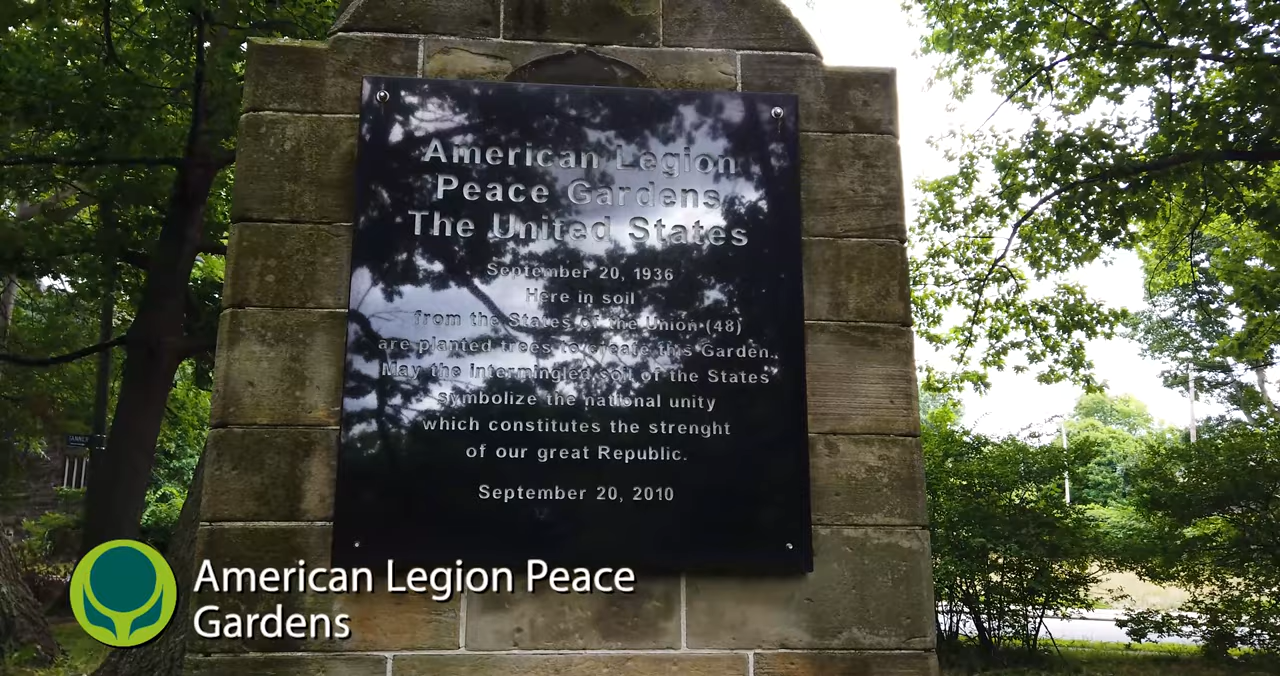 American Legion
Peace Gardens
The United States
September 20, 1936
Here in soil
from the States of the Union (48)
are planted trees to create this Garden.
May the intermingled soil of the States
Symbolize the national unity
which constitutes the strenght
of our great Republic.
September 20, 2010
American Legion Peace
Gardens